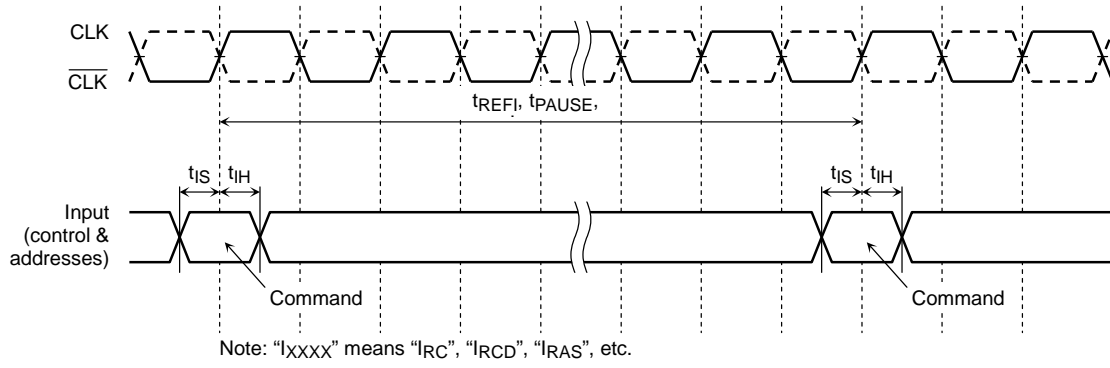 CLK
CLK
tREFI, tPAUSE,
tIS tIH tIS tIH
Input
(control &
addresses)
Command Command
Note: “IXXXX” means “IRC”, “IRCD”, “IRAS”, etc.